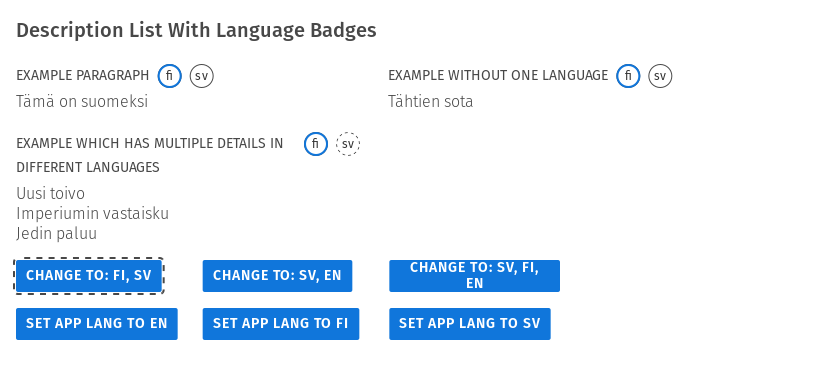 Description List With Language Badges
EXAMPLE PARAGRAPH fi sv
Tämä on suomeksi
EXAMPLE WITHOUT ONE LANGUAGE fi sv
Tähtien sota
EXAMPLE WHICH HAS MULTIPLE DETAILS IN fi sv
DIFFERENT LANGUAGES
Uusi toivo
Imperiumin vastaisku
Jedin paluu
CHANGE TO: FI, SV
CHANGE TO: SV, EN
CHANGE TO: SV, FI,
EN
SET APP LANG TO EN
SET APP LANG TO FI
SET APP LANG TO SV